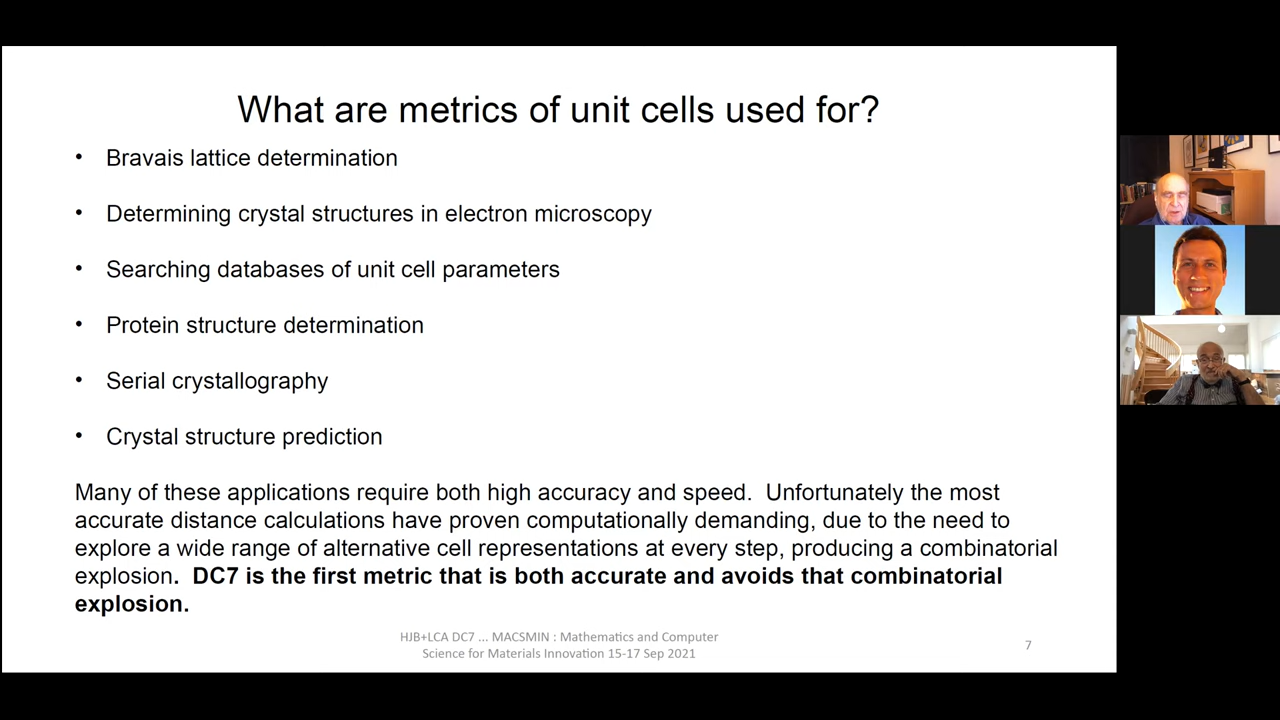 What are metrics of unit cells used for?
• Bravais lattice determination
• Determining crystal structures in electron microscopy
• Searching databases of unit cell parameters
• Protein structure determination
• Serial crystallography
• Crystal structure prediction
Many of these applications require both high accuracy and speed.  Unfortunately the most
accurate distance calculations have proven computationally demanding, due to the need to
explore a wide range of alternative cell representations at every step, producing a combinatorial
explosion.  DC7 is the first metric that is both accurate and avoids that combinatorial
explosion.
HJB+LCA DC7 ... MACSMIN : Mathematics and Computer
Science for Materials Innovation 15-17 Sep 2021
7